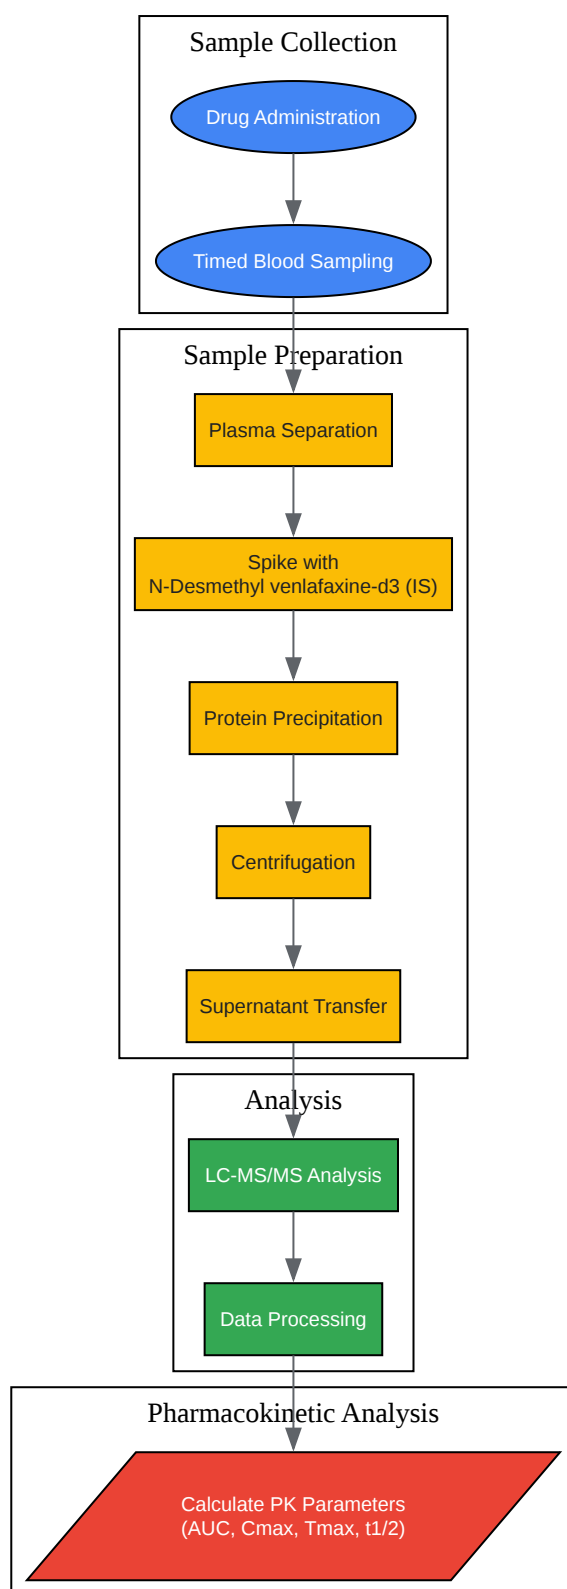 Sample Collection
Drug Administration
Timed Blood Sampling
Sample Preparation
Plasma Separation
Spike with
N-Desmethyl venlafaxine-d3 (IS)
Protein Precipitation
Centrifugation
Supernatant Transfer
Analysis
LC-MS/MS Analysis
Data Processing
Pharmacokinetic Analysis
Calculate PK Parameters
(AUC, Cmax, Tmax, t1/2)